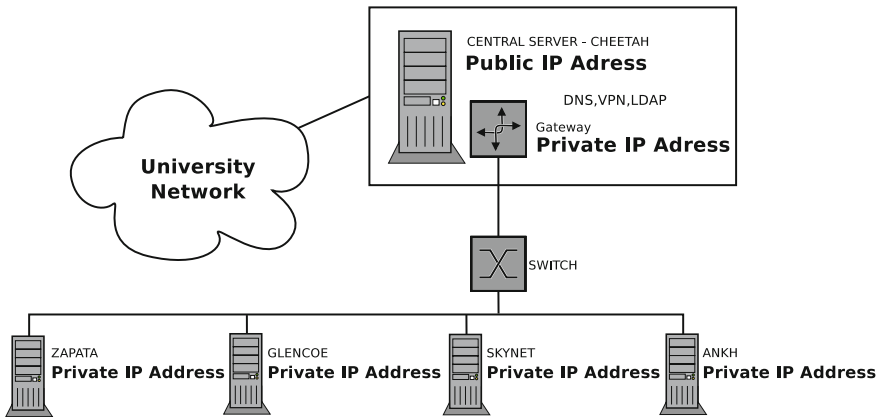 CENTRAL SERVER - CHEETAH
Public IP Adress
DNS,VPN,LDAP
Gateway
Private IP Adress
University
Network
SWITCH
ZAPATA
Private IP Address
GLENCOE
Private IP Address
SKYNET
Private IP Address
ANKH
Private IP Address